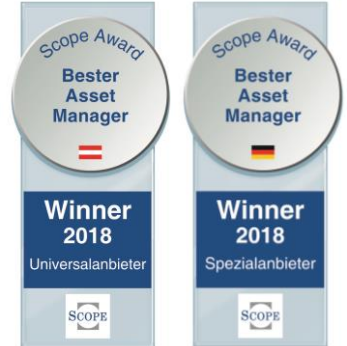 Scope Award
Bester
Asset
Manager
Winner
2018
Universalanbieter
SCOPE
Scope Award
Bester
Asset
Manager
Winner
2018
Spezialanbieter
SCOPE